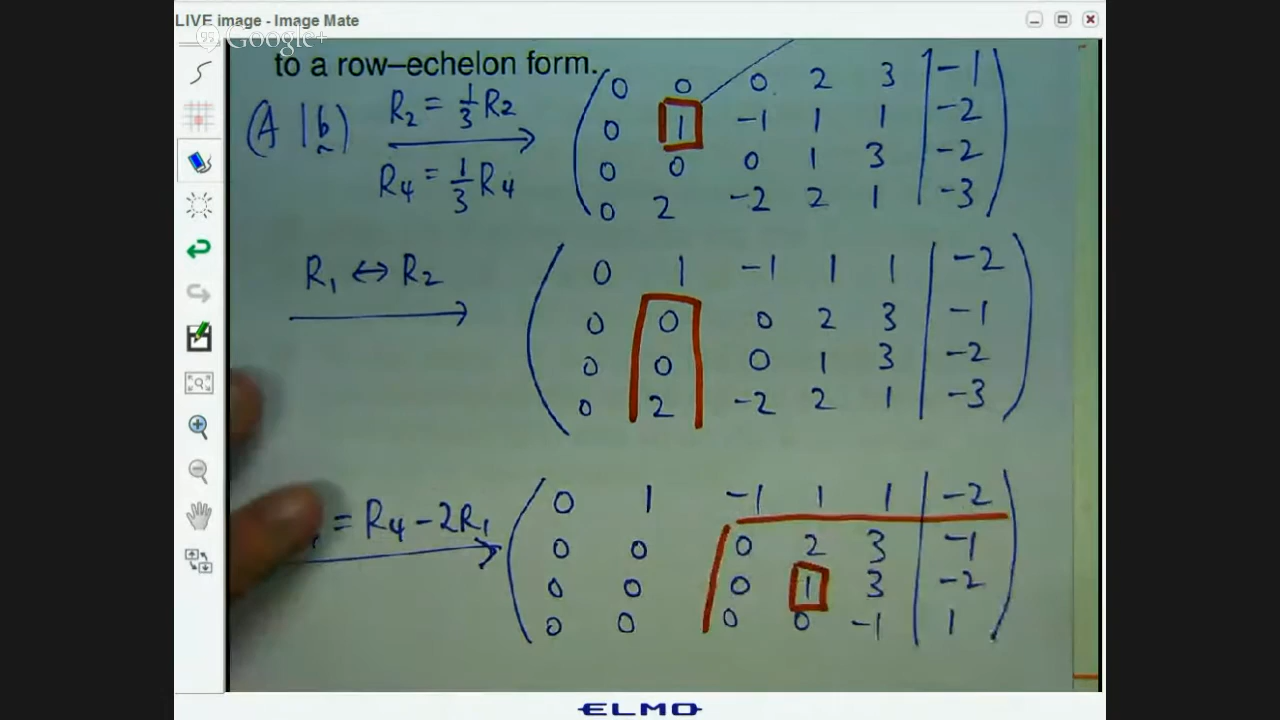 LIVE image - Image Mate
Google+
to a row–echelon form.
(A | b) R2 = 1/3 R2
R4 = 1/3 R4
0 0 0 2 3 | -1
0 1 -1 1 1 | -2
0 0 0 1 3 | -2
0 2 -2 2 1 | -3
R1 ↔ R2
0 1 -1 1 1 | -2
0 0 0 2 3 | -1
0 0 0 1 3 | -2
0 2 -2 2 1 | -3
= R4 - 2R1
0 1 -1 1 1 | -2
0 0 0 2 3 | -1
0 0 0 1 3 | -2
0 0 0 0 -1 | 1
ELMO